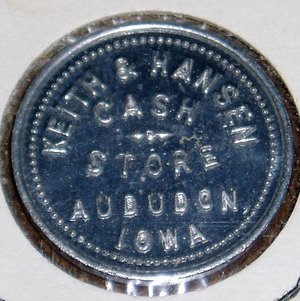 KEITH & HANSEN
CASH
STORE
AUDUBON,
IOWA